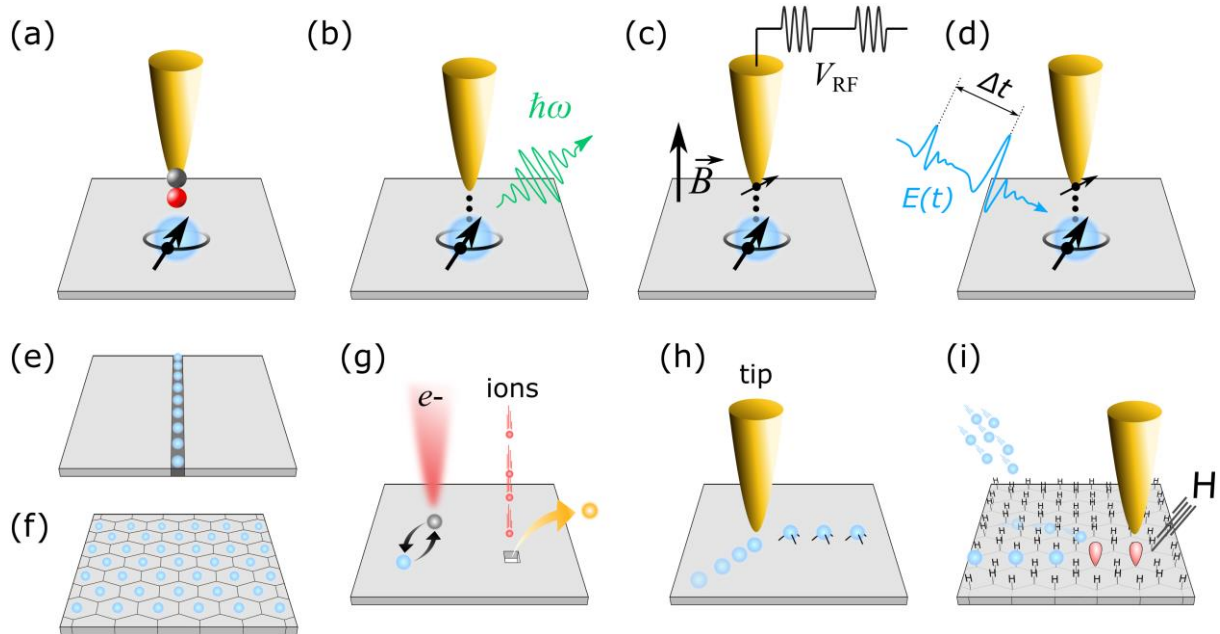 (a)
(b)
ħω
(c)
V_RF
B⃗
(d)
Δt
E(t)
(e)
(f)
(g)
e-
ions
(h)
tip
(i)
H